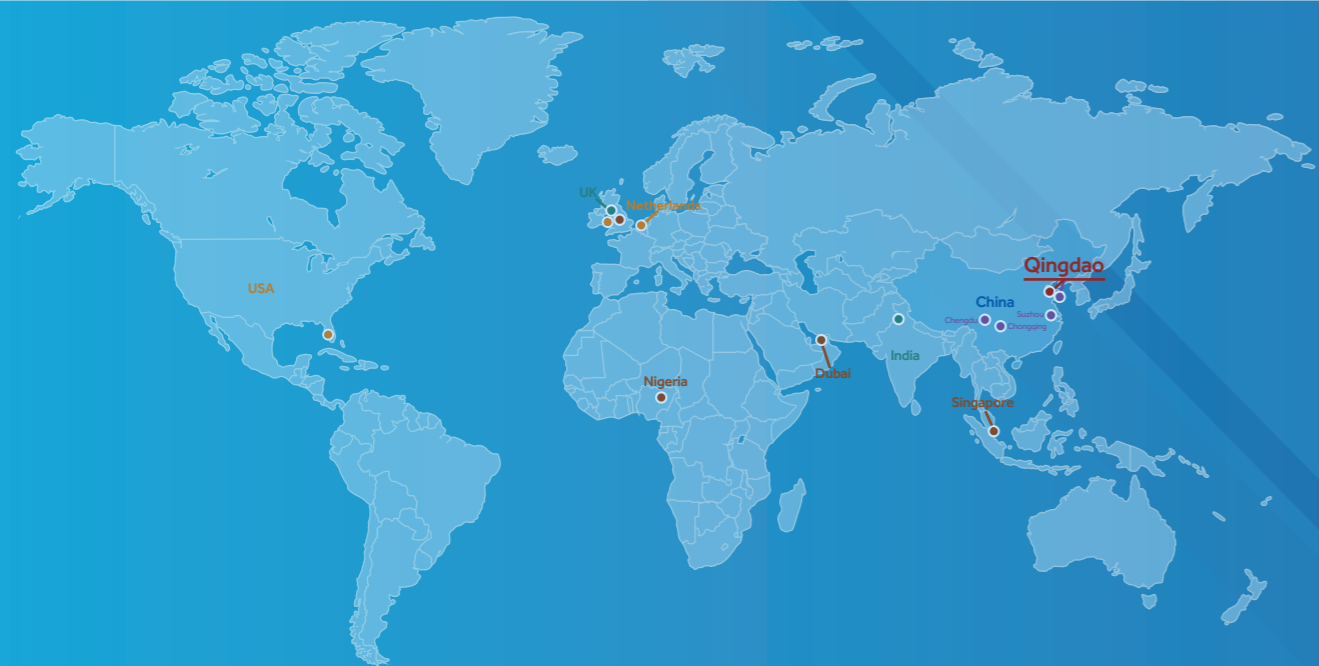 UK
Netherlands
Qingdao
USA
China
Suzhou
Chengdu
Chongqing
India
Dubai
Nigeria
Singapore